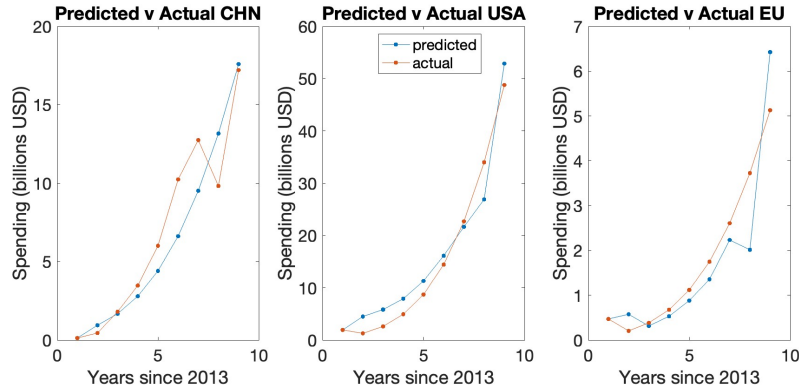 Predicted v Actual CHN
20
15
10
5
0
0 5 10
Spending (billions USD)
Years since 2013
Predicted v Actual USA
predicted
actual
60
50
40
30
20
10
0
0 5 10
Spending (billions USD)
Years since 2013
Predicted v Actual EU
7
6
5
4
3
2
1
0
0 5 10
Spending (billions USD)
Years since 2013